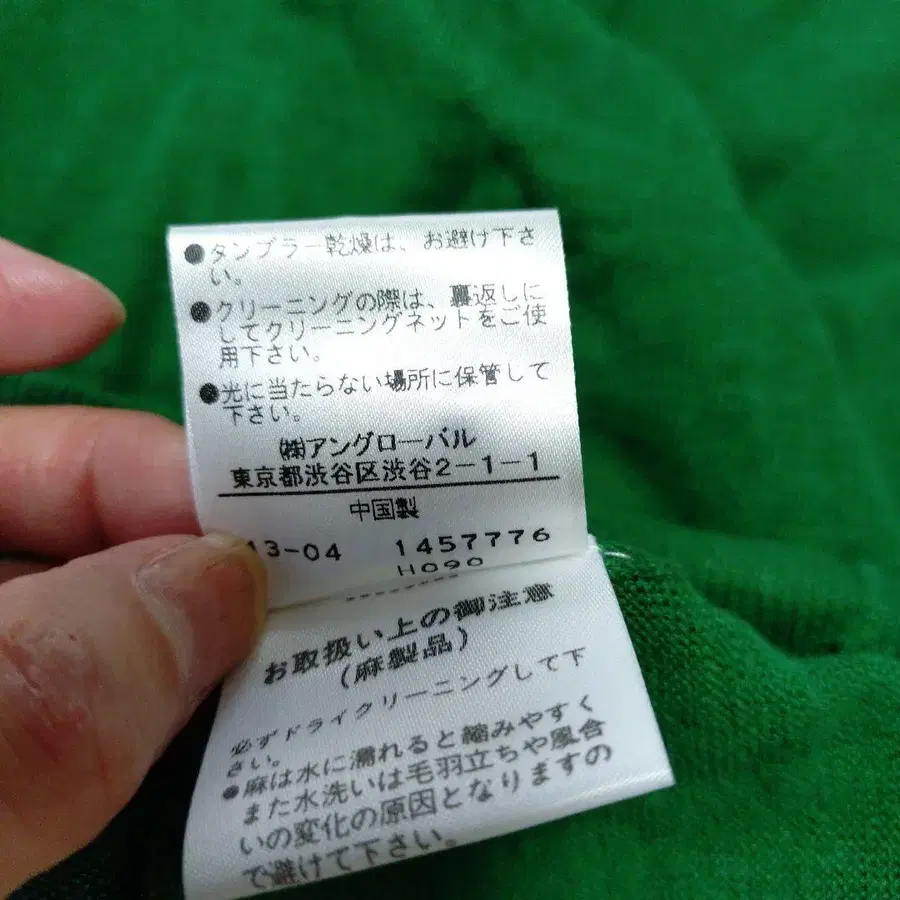 ●タンブラー乾燥は、お避け下さ
い。
●クリーニングの際は、裏返しに
してクリーニングネットをご使
用下さい。
●光に当たらない場所に保管して
下さい。
㈱アングローバル
東京都渋谷区渋谷2-1-1
中国製
13-04 1457776
H090
お取扱い上の御注意
(麻製品)
必ずドライクリーニングして下
さい。
●麻は水に濡れると縮みやすく
また水洗いは毛羽立ちや風合
いの変化の原因となりますの
で避けて下さい。